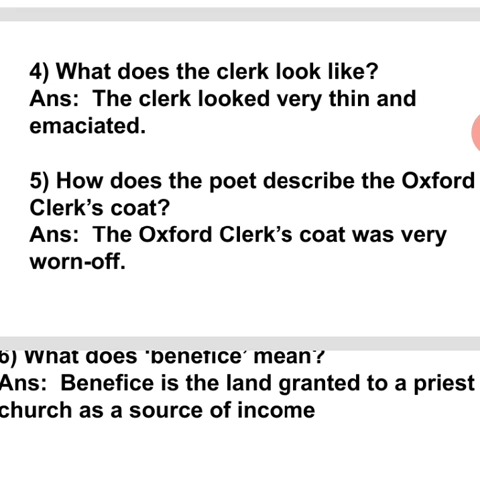 4) What does the clerk look like?
Ans:  The clerk looked very thin and
emaciated.
5) How does the poet describe the Oxford
Clerk’s coat?
Ans:  The Oxford Clerk’s coat was very
worn-off.
6) What does ‘benefice’ mean?
Ans:  Benefice is the land granted to a priest
church as a source of income